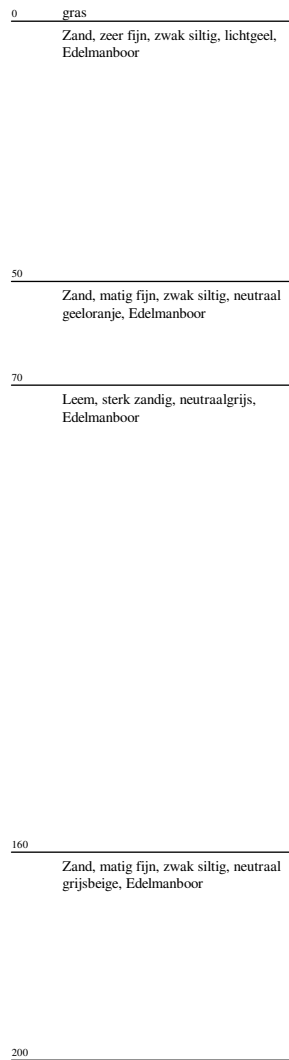 0 gras
Zand, zeer fijn, zwak siltig, lichtgeel,
Edelmanboor
50
Zand, matig fijn, zwak siltig, neutraal
geeloranje, Edelmanboor
70
Leem, sterk zandig, neutraalgrijs,
Edelmanboor
160
Zand, matig fijn, zwak siltig, neutraal
grijsbeige, Edelmanboor
200